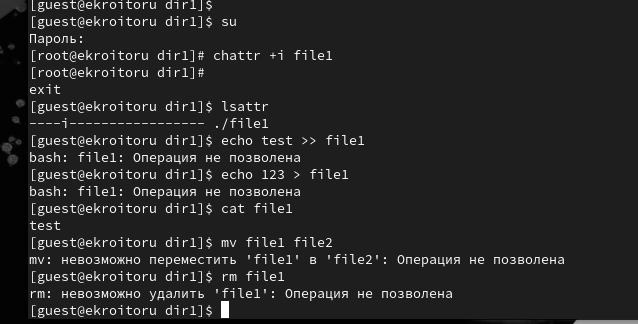 [guest@ekroitoru dir1]$
[guest@ekroitoru dir1]$ su
Пароль:
[root@ekroitoru dir1]# chattr +i file1
[root@ekroitoru dir1]#
exit
[guest@ekroitoru dir1]$ lsattr
----i----------------- ./file1
[guest@ekroitoru dir1]$ echo test >> file1
bash: file1: Операция не позволена
[guest@ekroitoru dir1]$ echo 123 > file1
bash: file1: Операция не позволена
[guest@ekroitoru dir1]$ cat file1
test
[guest@ekroitoru dir1]$ mv file1 file2
mv: невозможно переместить 'file1' в 'file2': Операция не позволена
[guest@ekroitoru dir1]$ rm file1
rm: невозможно удалить 'file1': Операция не позволена
[guest@ekroitoru dir1]$